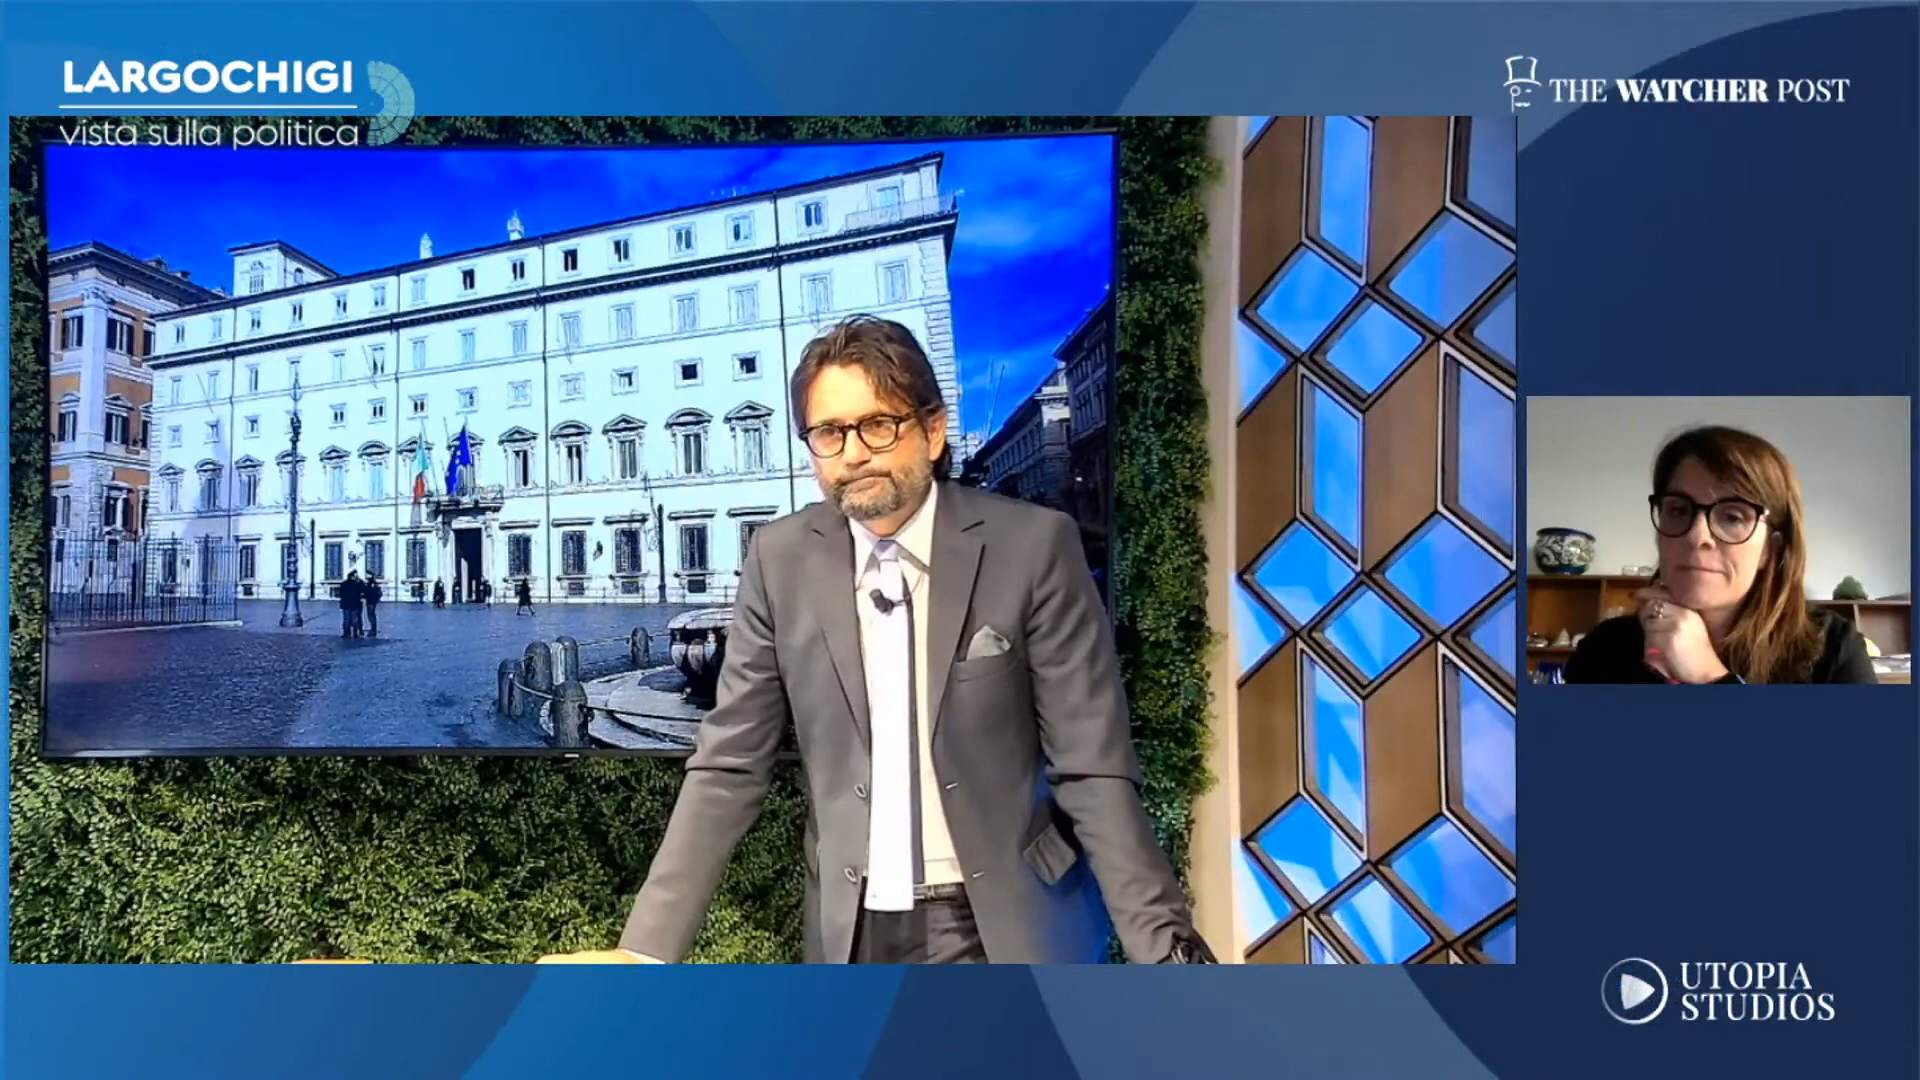 LARGOCHIGI
vista sulla politica
THE WATCHER POST
UTOPIA
STUDIOS